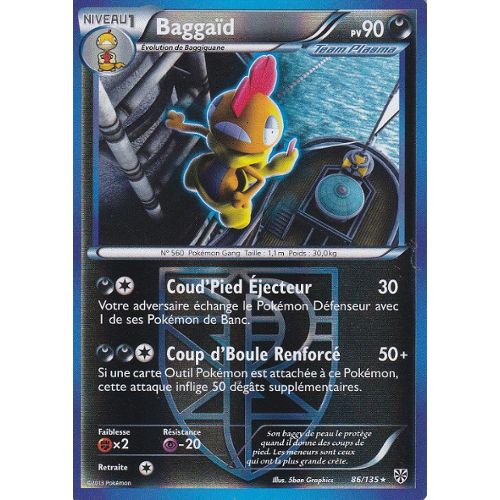 NIVEAU 1
Baggaïd
PV 90
Évolution de Baggiguane
Team Plasma
N° 560 Pokémon Gang Taille : 1,1m Poids : 30,0kg
Coud'Pied Éjecteur 30
Votre adversaire échange le Pokémon Défenseur avec
1 de ses Pokémon de Banc.
Coup d'Boule Renforcé 50+
Si une carte Outil Pokémon est attachée à ce Pokémon,
cette attaque inflige 50 dégâts supplémentaires.
Faiblesse Résistance
×2 -20
Retraite
Son baggy de peau le protège
quand il donne des coups de
pied. Les meneurs sont ceux
qui ont la plus grande crête.
©2013 Pokémon
Illus. 5ban Graphics
86/135 ★